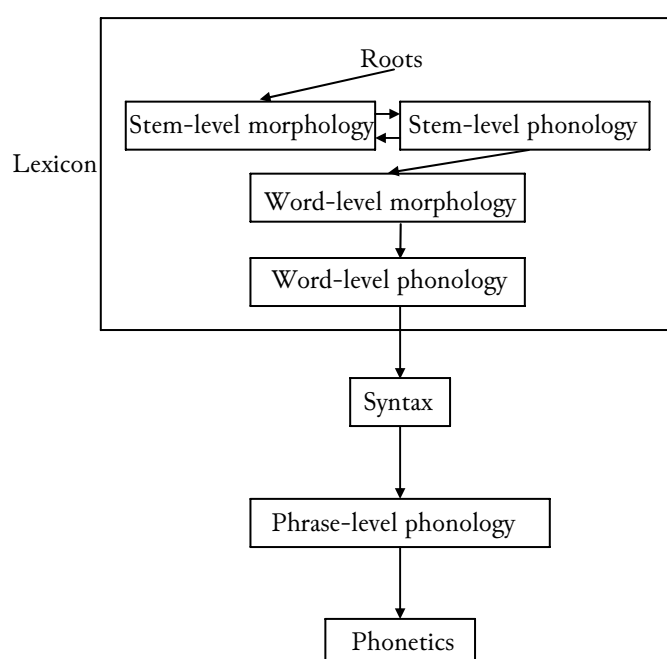 Roots
Stem-level morphology
Stem-level phonology
Lexicon
Word-level morphology
Word-level phonology
Syntax
Phrase-level phonology
Phonetics